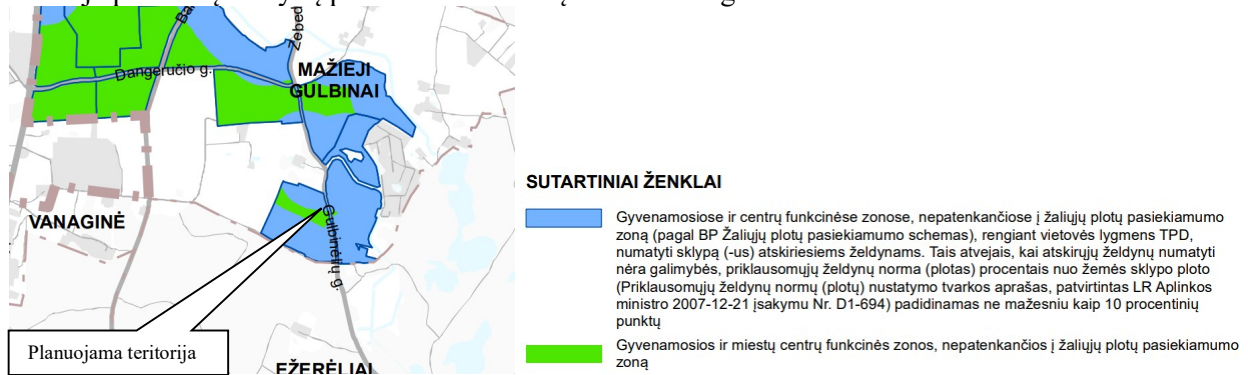 Ba
Žebed
Dangeručio g.
MAŽIEJI
GULBINAI
VANAGINĖ
Gulbinėlių g.
Planuojama teritorija
EŽERĖLIAI
SUTARTINIAI ŽENKLAI
Gyvenamosiose ir centrų funkcinėse zonose, nepatenkančiose į žaliųjų plotų pasiekiamumo
zoną (pagal BP Žaliųjų plotų pasiekiamumo schemas), rengiant vietovės lygmens TPD,
numatyti sklypą (-us) atskiriesiems želdynams. Tais atvejais, kai atskirųjų želdynų numatyti
nėra galimybės, priklausomųjų želdynų norma (plotas) procentais nuo žemės sklypo ploto
(Priklausomųjų želdynų normų (plotų) nustatymo tvarkos aprašas, patvirtintas LR Aplinkos
ministro 2007-12-21 įsakymu Nr. D1-694) padidinamas ne mažesniu kaip 10 procentinių
punktų
Gyvenamosios ir miestų centrų funkcinės zonos, nepatenkančios į žaliųjų plotų pasiekiamumo
zoną